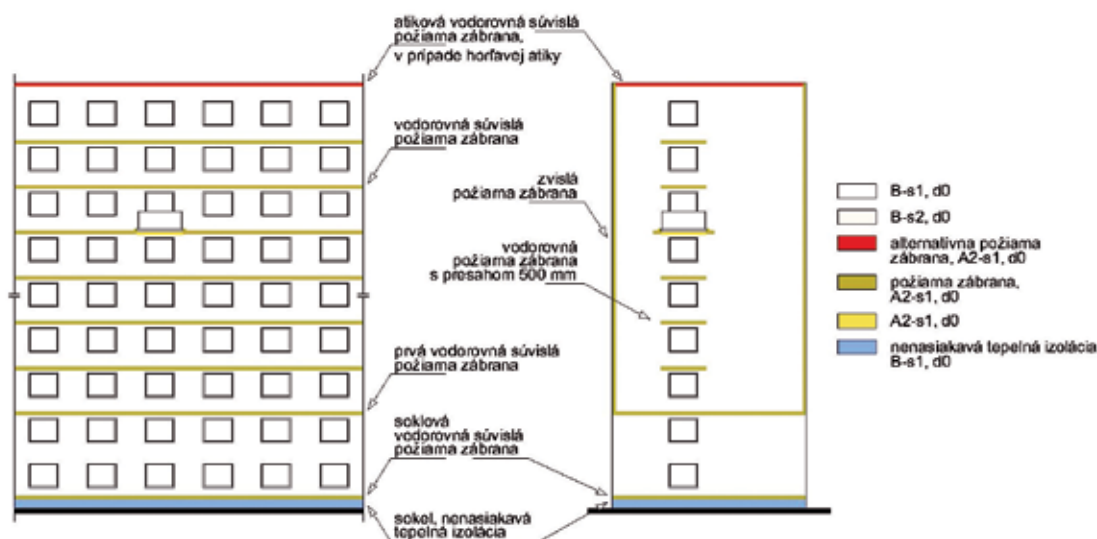 atiková vodorovná súvislá
požiarna zábrana,
v prípade horľavej atiky
vodorovná súvislá
požiarna zábrana
zvislá
požiarna zábrana
vodorovná
požiarna zábrana
s presahom 500 mm
prvá vodorovná súvislá
požiarna zábrana
soklová
vodorovná súvislá
požiarna zábrana
sokel, nenasiakavá
tepelná izolácia
B-s1, d0
B-s2, d0
alternatívna požiarna
zábrana, A2-s1, d0
požiarna zábrana,
A2-s1, d0
A2-s1, d0
nenasiakavá tepelná izolácia
B-s1, d0